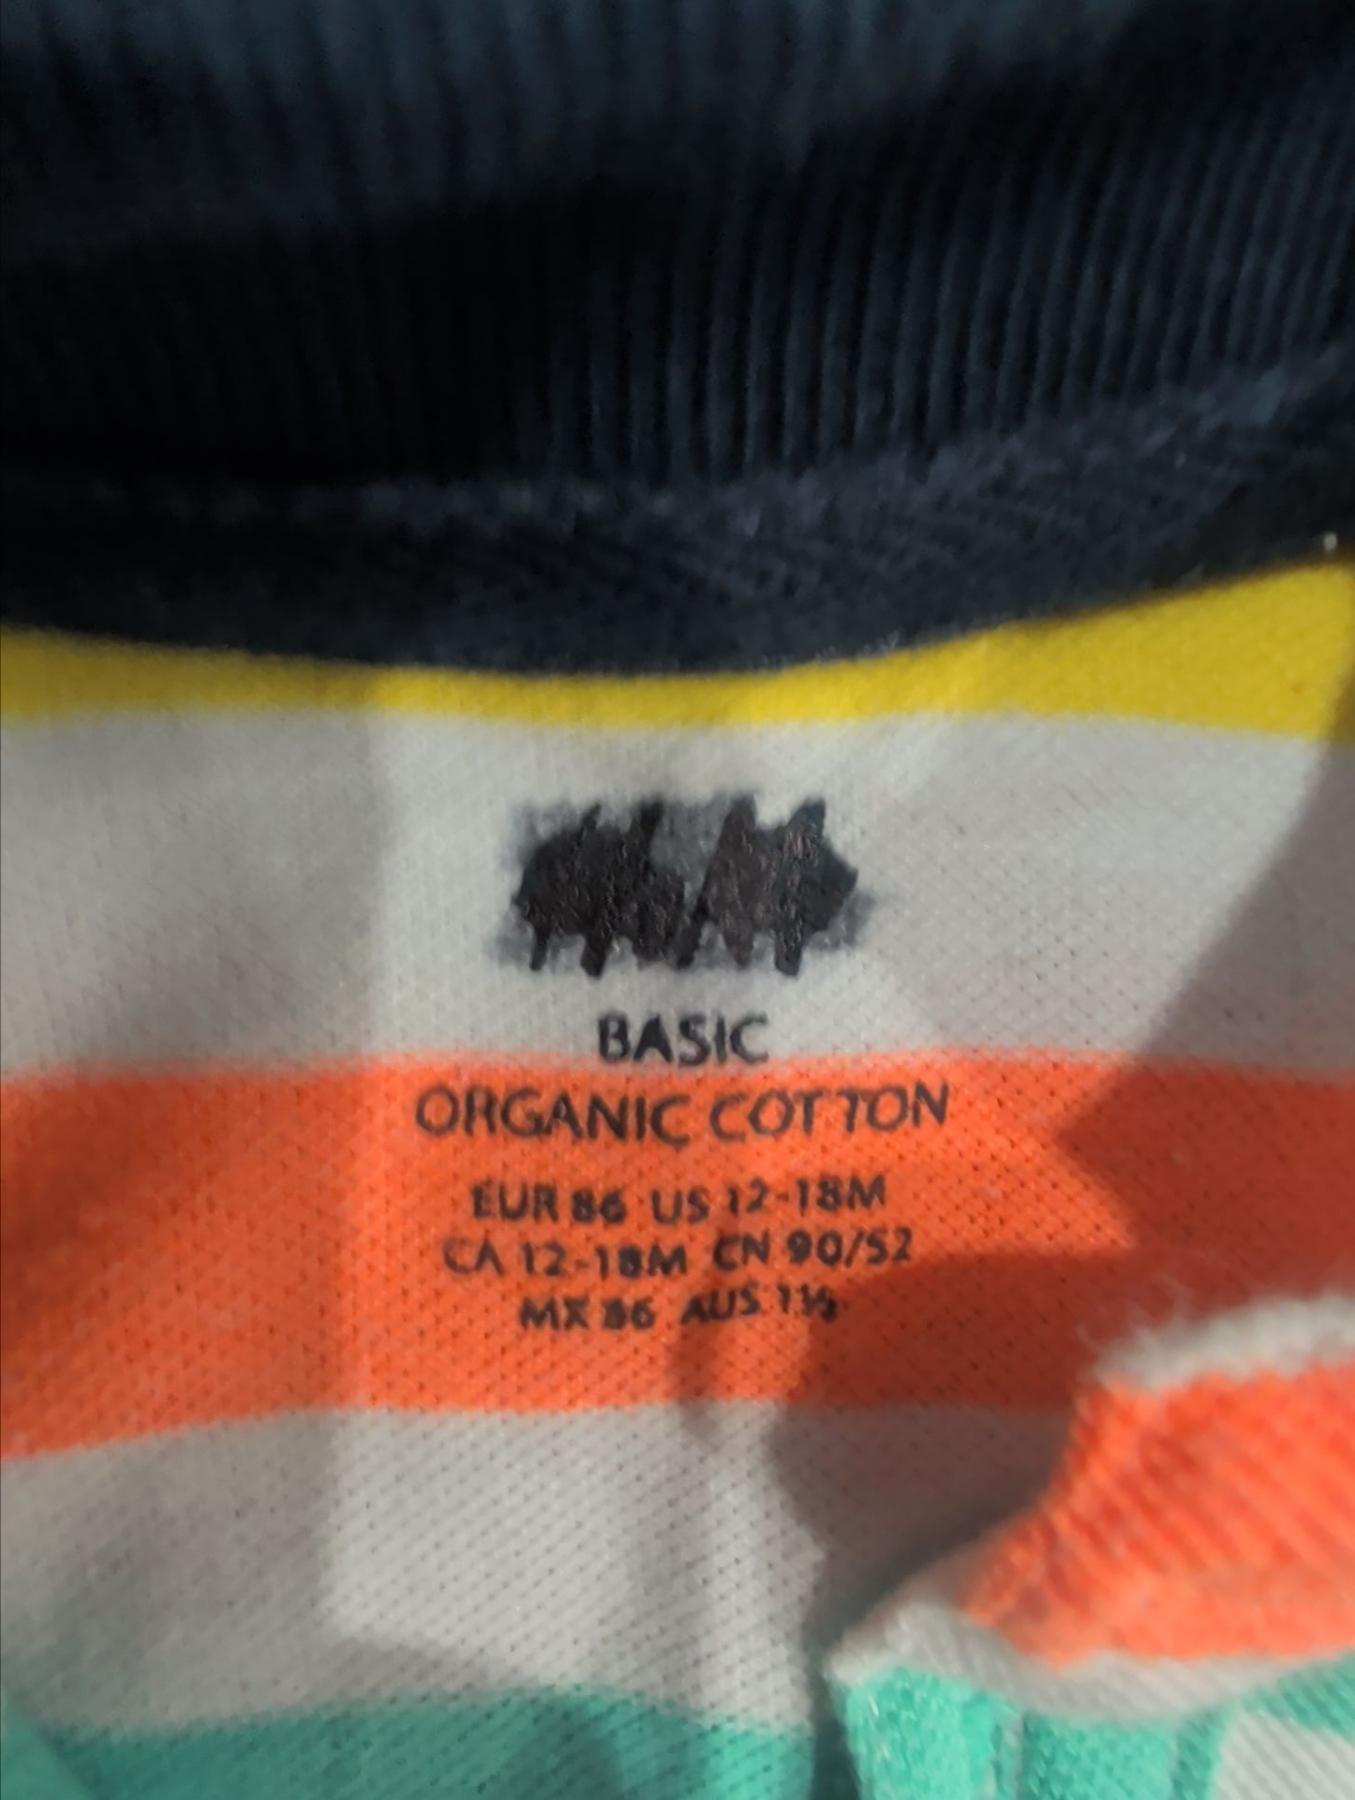 BASIC
ORGANIC COTTON
EUR 86 US 12-18M
CA 12-18M CN 90/52
MX 86 AUS 1½